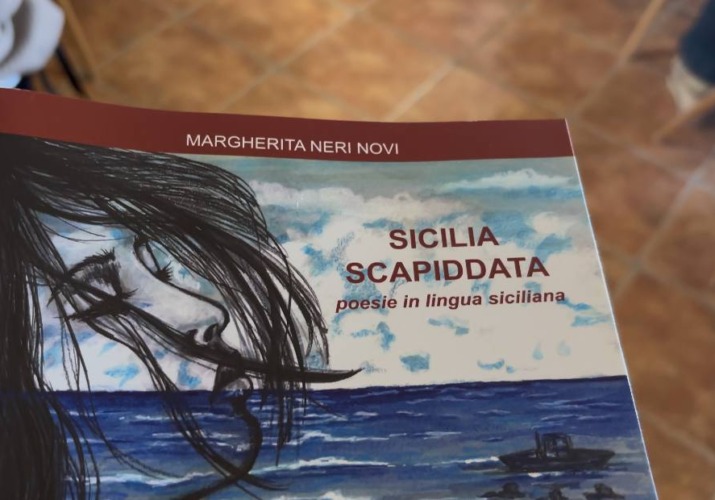 MARGHERITA NERI NOVI
SICILIA
SCAPIDDATA
poesie in lingua siciliana